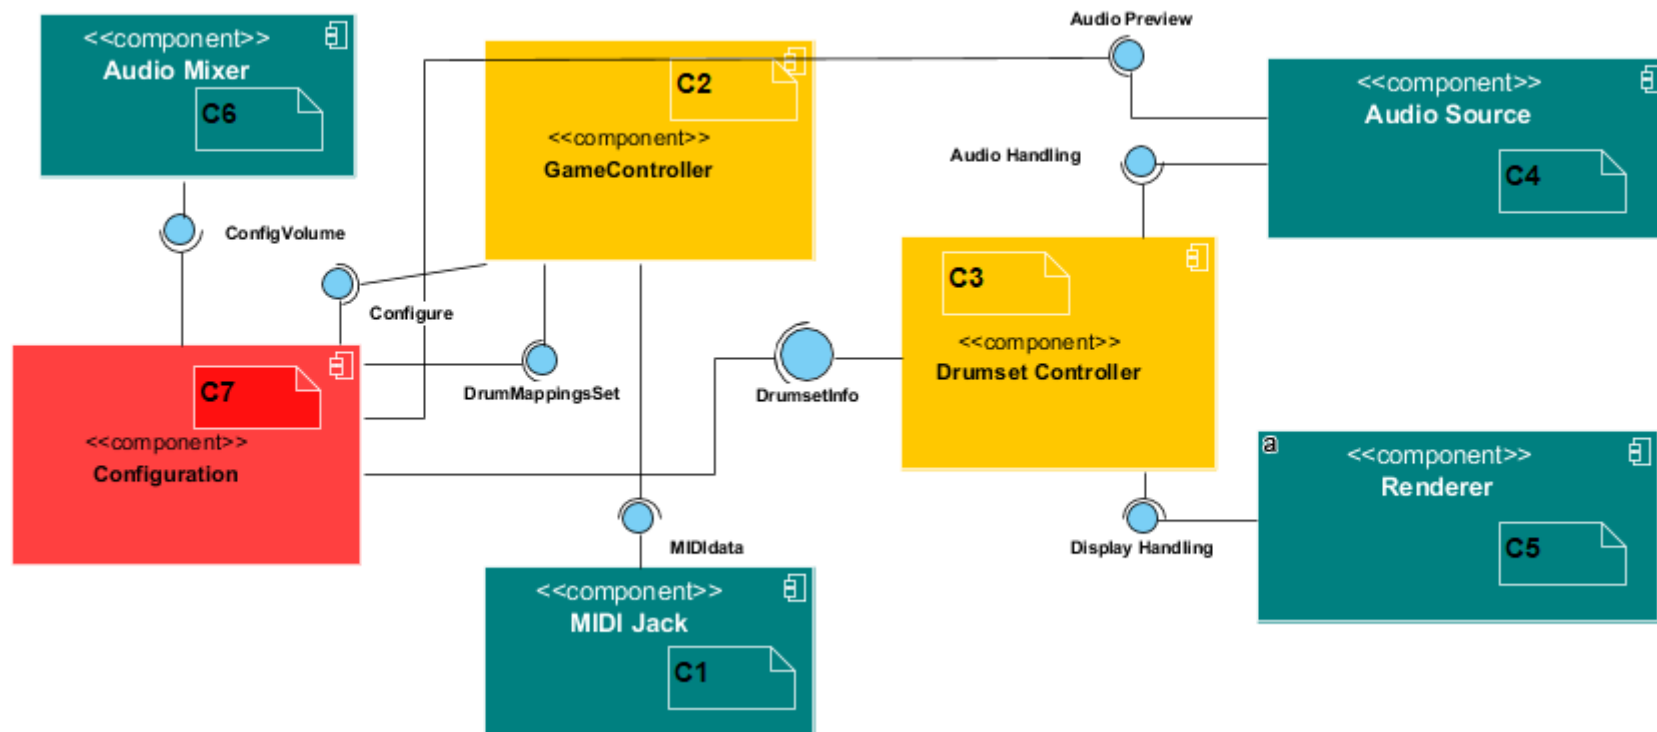 <<component>>
Audio Mixer
C6
C2
<<component>>
GameController
Audio Preview
<<component>>
Audio Source
C4
Audio Handling
ConfigVolume
Configure
C3
<<component>>
Drumset Controller
C7
<<component>>
Configuration
DrumMappingsSet
DrumsetInfo
a
<<component>>
Renderer
C5
MIDIdata
Display Handling
<<component>>
MIDI Jack
C1